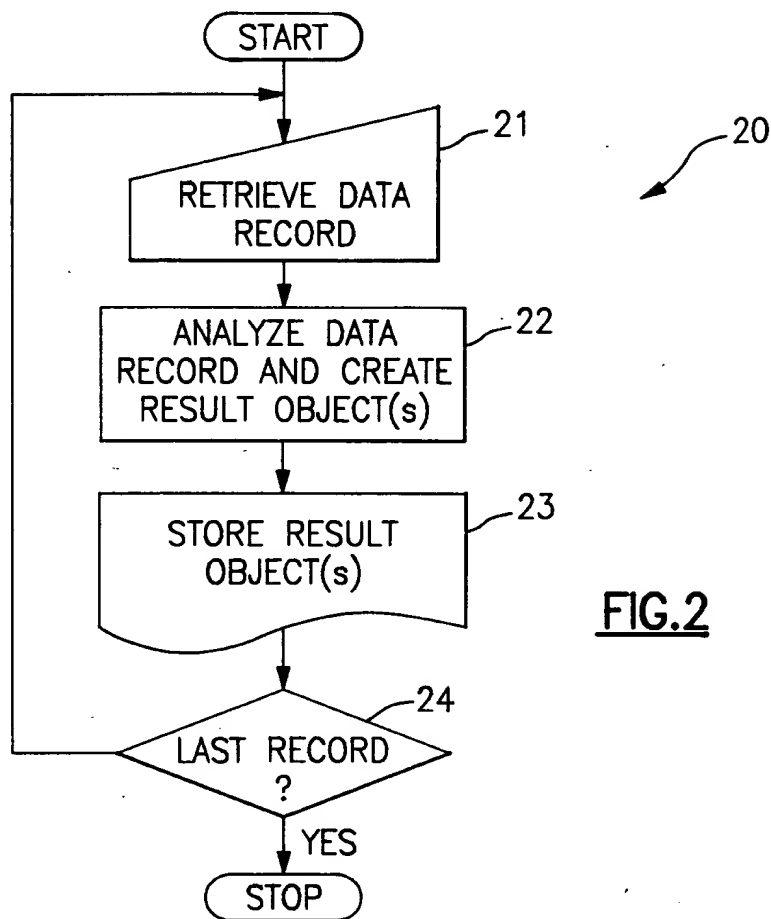 START
21
20
RETRIEVE DATA
RECORD
22
ANALYZE DATA
RECORD AND CREATE
RESULT OBJECT(s)
23
STORE RESULT
OBJECT(s)
FIG.2
24
LAST RECORD
?
YES
STOP